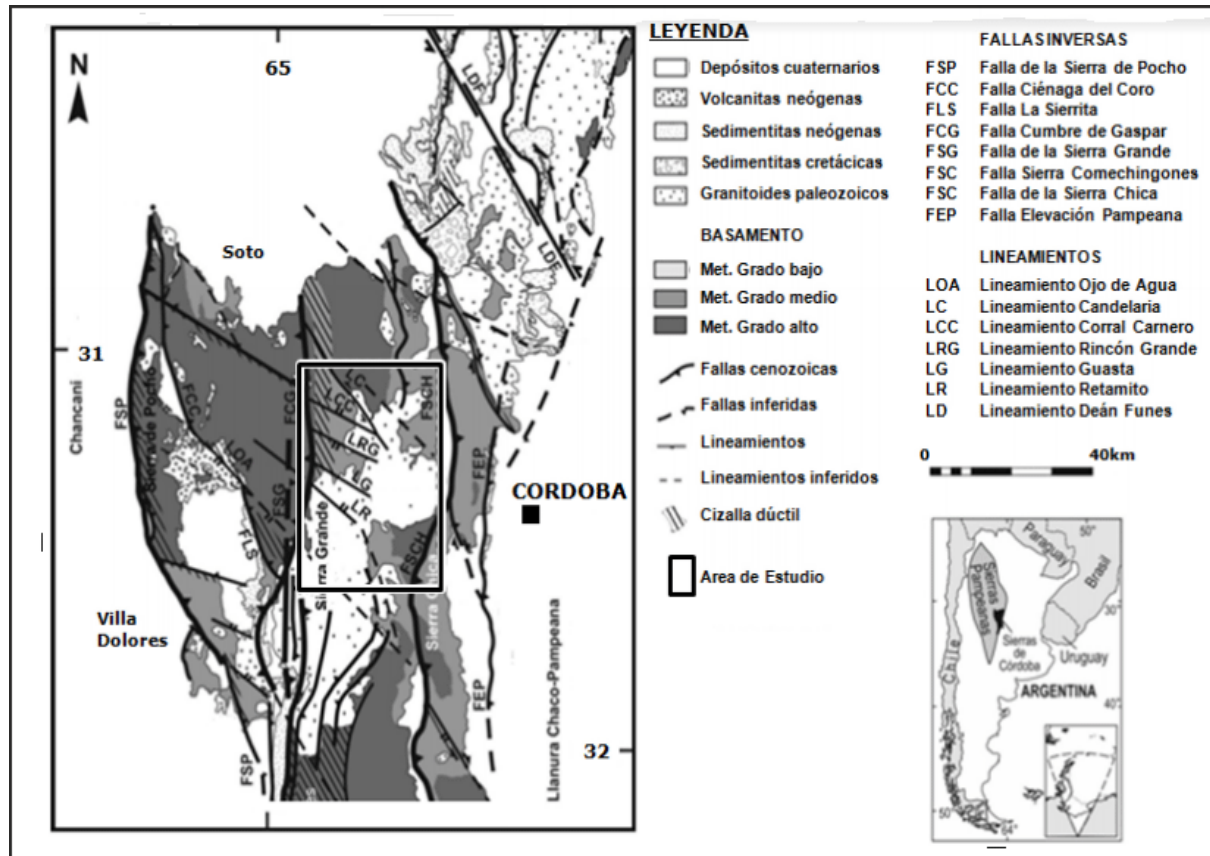 N
65
LDF
LDF
Soto
31
Chancani
FSP
Sierra de Pocho
FCC
LOA
FCG
LC
LCC
LRG
LG
LR
FSCH
FEP
CORDOBA
FSG
FLS
Sierra Grande
FSCH
Sierra Chica
Villa
Dolores
FSP
FEP
Llanura Chaco-Pampeana
32
LEYENDA
Depósitos cuaternarios
Volcanitas neógenas
Sedimentitas neógenas
Sedimentitas cretácicas
Granitoides paleozoicos
BASAMENTO
Met. Grado bajo
Met. Grado medio
Met. Grado alto
Fallas cenozoicas
Fallas inferidas
Lineamientos
Lineamientos inferidos
Cizalla dúctil
Area de Estudio
FALLAS INVERSAS
FSP Falla de la Sierra de Pocho
FCC Falla Ciénaga del Coro
FLS Falla La Sierrita
FCG Falla Cumbre de Gaspar
FSG Falla de la Sierra Grande
FSC Falla Sierra Comechingones
FSC Falla de la Sierra Chica
FEP Falla Elevación Pampeana
LINEAMIENTOS
LOA Lineamiento Ojo de Agua
LC Lineamiento Candelaria
LCC Lineamiento Corral Carnero
LRG Lineamiento Rincón Grande
LG Lineamiento Guasta
LR Lineamiento Retamito
LD Lineamiento Deán Funes
0 40km
50°
Paraguay
Brasil
Sierras Pampeanas
30°
Sierras
de
Córdoba
Uruguay
Chile
ARGENTINA
40°
50°
64°